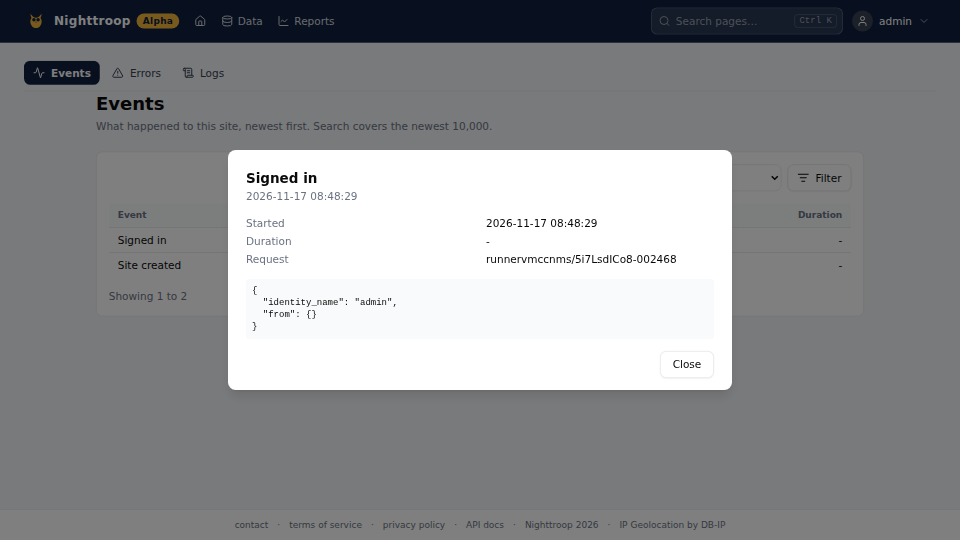 Nighttroop Alpha Data Reports Search pages... Ctrl K admin
Events Errors Logs
Events
What happened to this site, newest first. Search covers the newest 10,000.
Filter
Event Duration
Signed in -
Site created -
Showing 1 to 2
Signed in
2026-11-17 08:48:29
Started 2026-11-17 08:48:29
Duration -
Request runnervmccnms/5i7LsdICo8-002468
{
  "identity_name": "admin",
  "from": {}
}
Close
contact · terms of service · privacy policy · API docs · Nighttroop 2026 · IP Geolocation by DB-IP